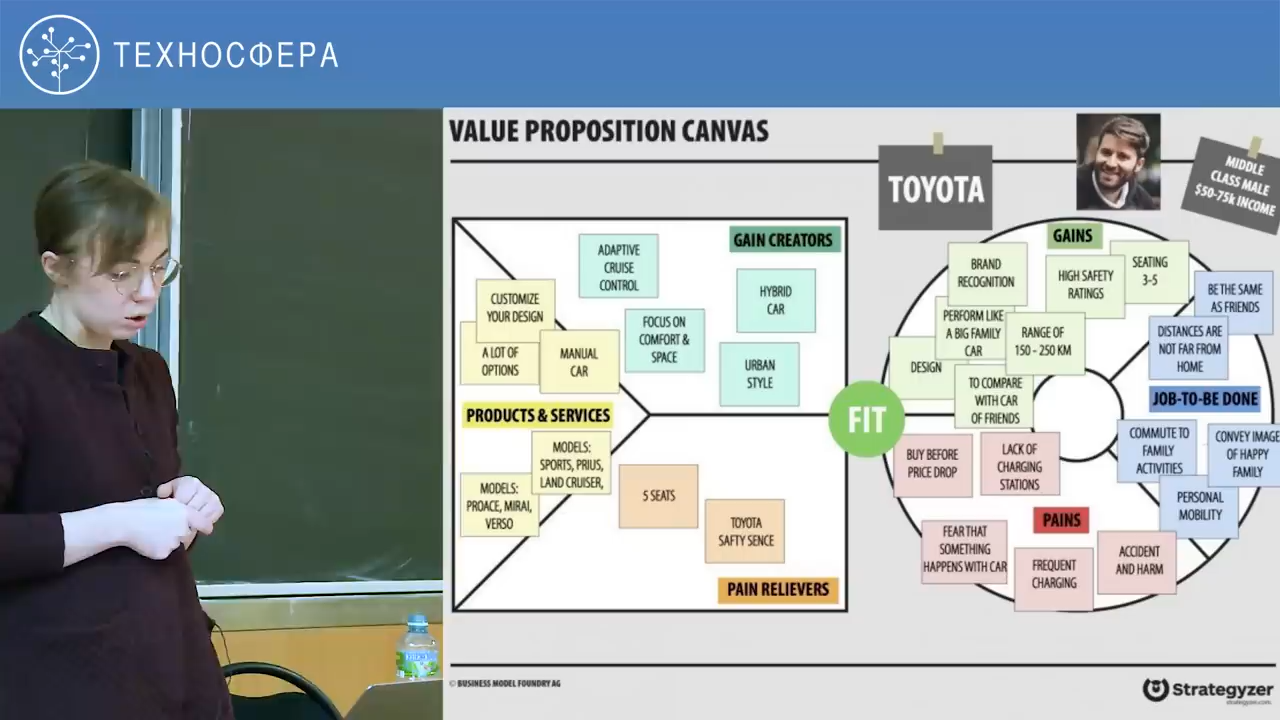 ТЕХНОСФЕРА
VALUE PROPOSITION CANVAS
TOYOTA
MIDDLE
CLASS MALE
$50-75k INCOME
GAIN CREATORS
ADAPTIVE
CRUISE
CONTROL
HYBRID
CAR
FOCUS ON
COMFORT &
SPACE
URBAN
STYLE
CUSTOMIZE
YOUR DESIGN
A LOT OF
OPTIONS
MANUAL
CAR
PRODUCTS & SERVICES
MODELS:
SPORTS, PRIUS,
LAND CRUISER,
MODELS:
PROACE, MIRAI,
VERSO
5 SEATS
TOYOTA
SAFTY SENCE
PAIN RELIEVERS
FIT
GAINS
BRAND
RECOGNITION
HIGH SAFETY
RATINGS
SEATING
3-5
PERFORM LIKE
A BIG FAMILY
CAR
RANGE OF
150 - 250 KM
DESIGN
TO COMPARE
WITH CAR
OF FRIENDS
BE THE SAME
AS FRIENDS
DISTANCES ARE
NOT FAR FROM
HOME
JOB-TO-BE DONE
COMMUTE TO
FAMILY
ACTIVITIES
CONVEY IMAGE
OF HAPPY
FAMILY
PERSONAL
MOBILITY
BUY BEFORE
PRICE DROP
LACK OF
CHARGING
STATIONS
PAINS
FEAR THAT
SOMETHING
HAPPENS WITH CAR
FREQUENT
CHARGING
ACCIDENT
AND HARM
© BUSINESS MODEL FOUNDRY AG
Strategyzer
strategyzer.com